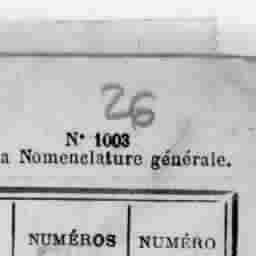 26
N° 1003
a Nomenclature générale.
NUMÉROS NUMÉRO